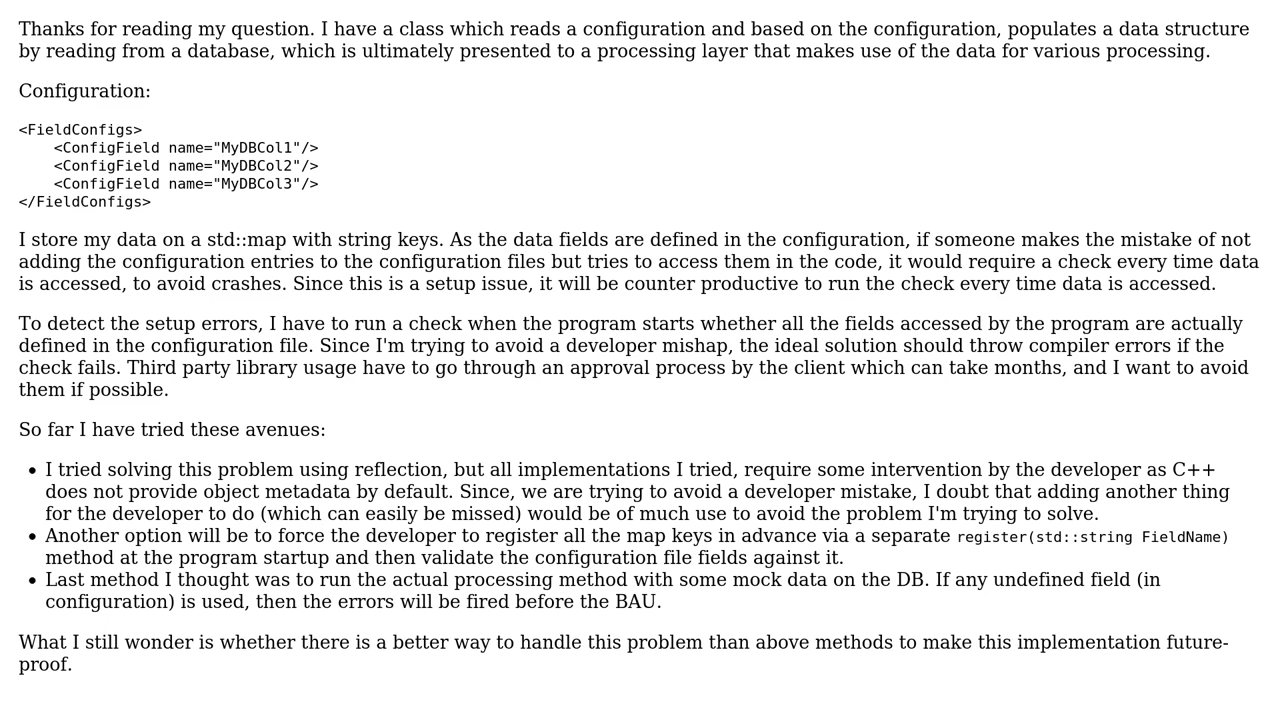 Thanks for reading my question. I have a class which reads a configuration and based on the configuration, populates a data structure
by reading from a database, which is ultimately presented to a processing layer that makes use of the data for various processing.
Configuration:
<FieldConfigs>
    <ConfigField name="MyDBCol1"/>
    <ConfigField name="MyDBCol2"/>
    <ConfigField name="MyDBCol3"/>
</FieldConfigs>
I store my data on a std::map with string keys. As the data fields are defined in the configuration, if someone makes the mistake of not
adding the configuration entries to the configuration files but tries to access them in the code, it would require a check every time data
is accessed, to avoid crashes. Since this is a setup issue, it will be counter productive to run the check every time data is accessed.
To detect the setup errors, I have to run a check when the program starts whether all the fields accessed by the program are actually
defined in the configuration file. Since I'm trying to avoid a developer mishap, the ideal solution should throw compiler errors if the
check fails. Third party library usage have to go through an approval process by the client which can take months, and I want to avoid
them if possible.
So far I have tried these avenues:
• I tried solving this problem using reflection, but all implementations I tried, require some intervention by the developer as C++
does not provide object metadata by default. Since, we are trying to avoid a developer mistake, I doubt that adding another thing
for the developer to do (which can easily be missed) would be of much use to avoid the problem I'm trying to solve.
• Another option will be to force the developer to register all the map keys in advance via a separate register(std::string FieldName)
method at the program startup and then validate the configuration file fields against it.
• Last method I thought was to run the actual processing method with some mock data on the DB. If any undefined field (in
configuration) is used, then the errors will be fired before the BAU.
What I still wonder is whether there is a better way to handle this problem than above methods to make this implementation future-
proof.